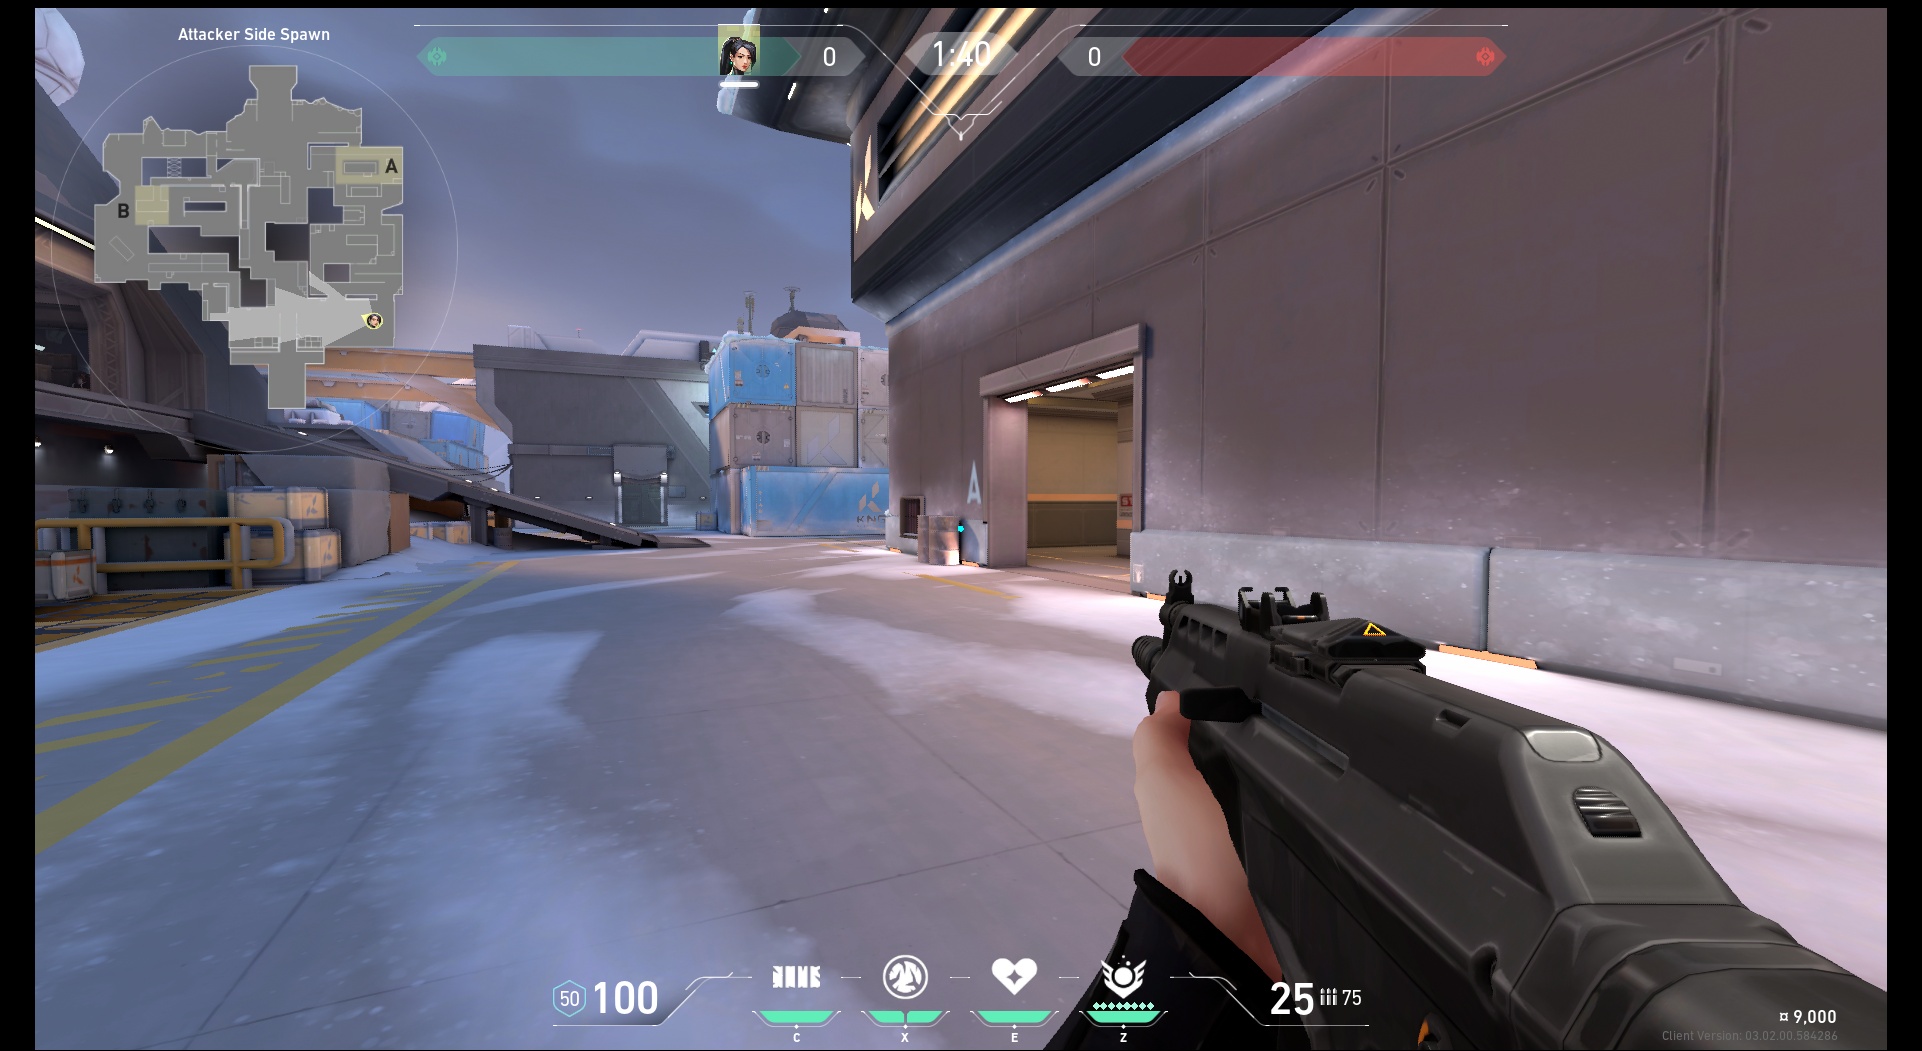 Attacker Side Spawn
0
1:40
0
A
B
A
50
100
25
75
C
X
E
Z
¤ 9,000
Client Version: 03.02.00.584286